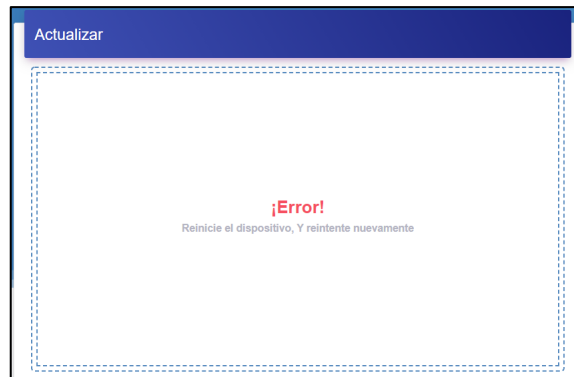 Actualizar
¡Error!
Reinicie el dispositivo, Y reintente nuevamente